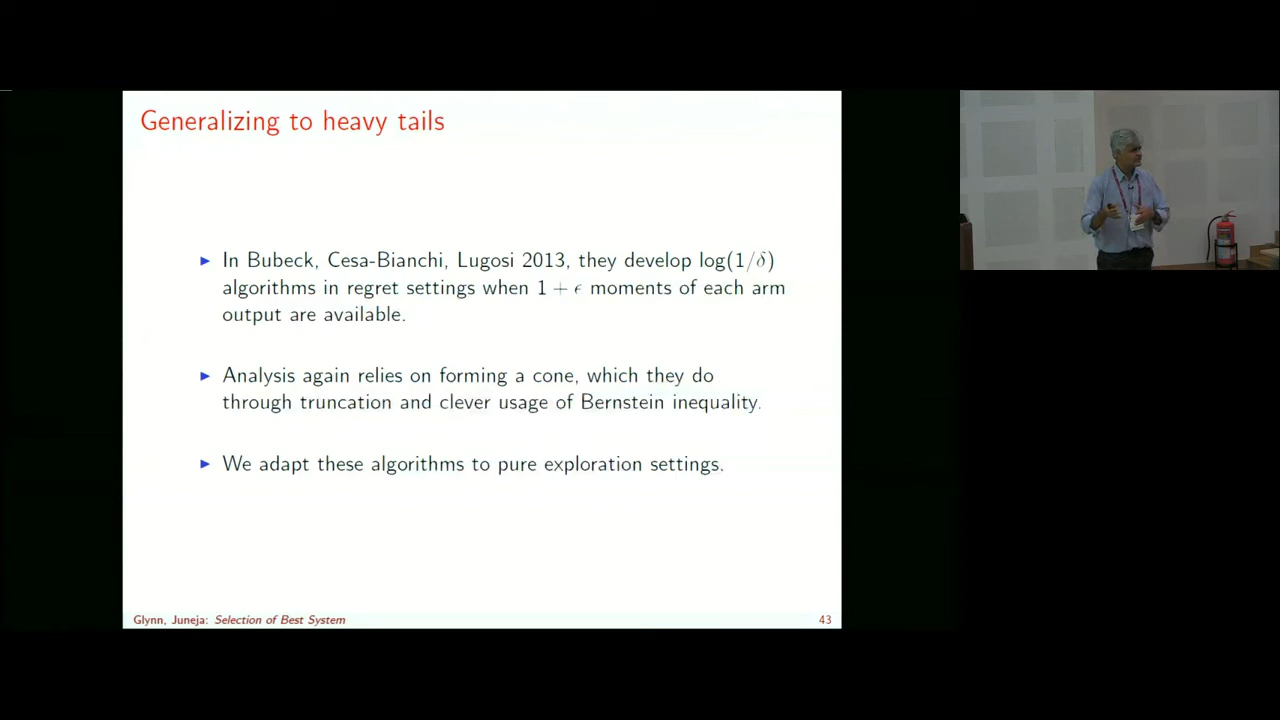 Generalizing to heavy tails
▶ In Bubeck, Cesa-Bianchi, Lugosi 2013, they develop log(1/δ)
algorithms in regret settings when 1 + ϵ moments of each arm
output are available.
▶ Analysis again relies on forming a cone, which they do
through truncation and clever usage of Bernstein inequality.
▶ We adapt these algorithms to pure exploration settings.
Glynn, Juneja: Selection of Best System
43